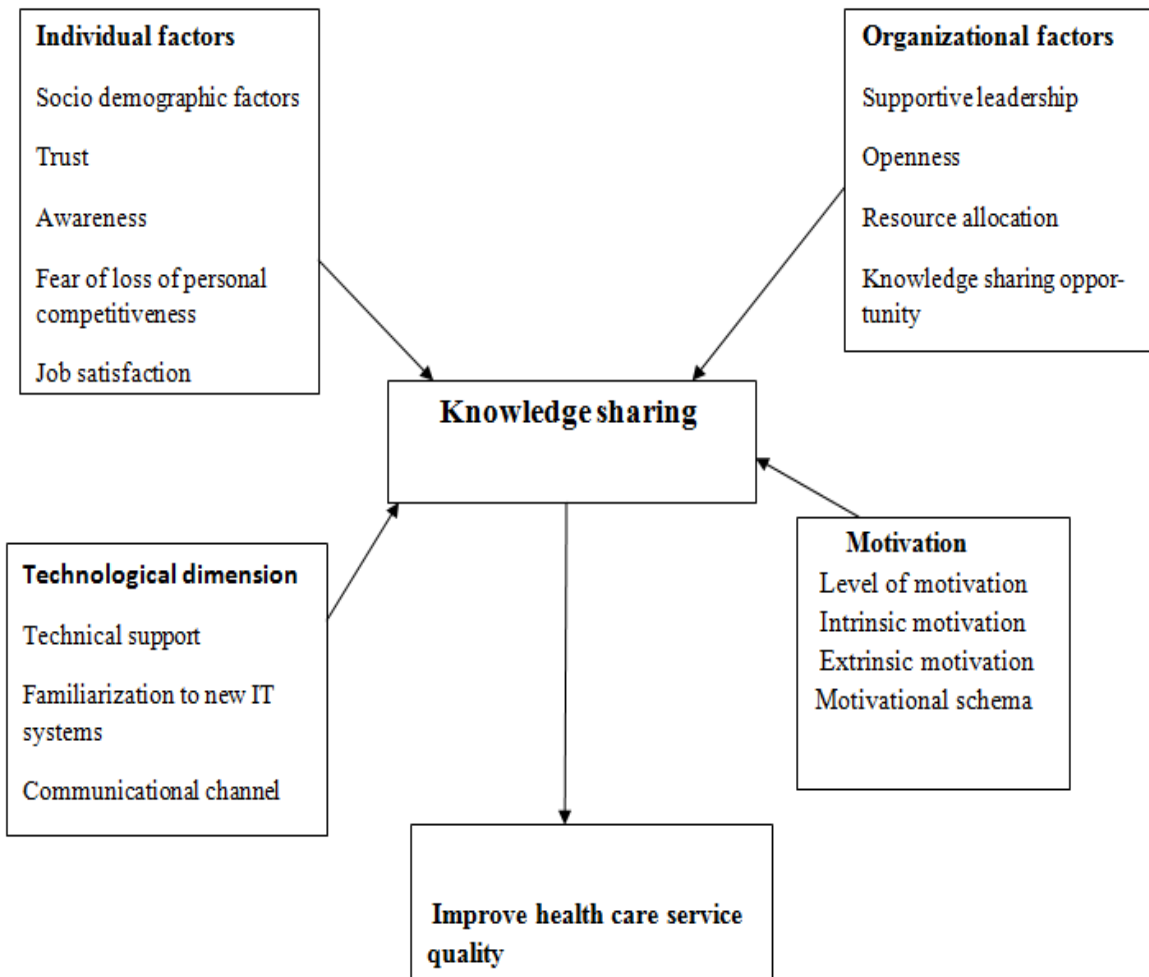 Individual factors
Socio demographic factors
Trust
Awareness
Fear of loss of personal
competitiveness
Job satisfaction
Organizational factors
Supportive leadership
Openness
Resource allocation
Knowledge sharing oppor-
tunity
Knowledge sharing
Technological dimension
Technical support
Familiarization to new IT
systems
Communicational channel
Motivation
Level of motivation
Intrinsic motivation
Extrinsic motivation
Motivational schema
Improve health care service
quality